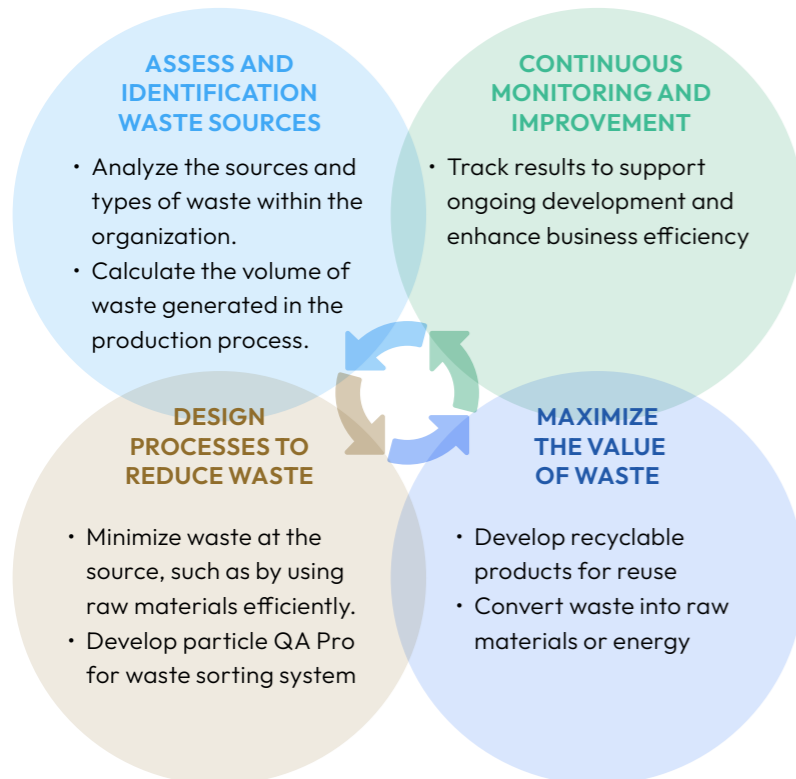 ASSESS AND
IDENTIFICATION
WASTE SOURCES
• Analyze the sources and
types of waste within the
organization.
• Calculate the volume of
waste generated in the
production process.
CONTINUOUS
MONITORING AND
IMPROVEMENT
• Track results to support
ongoing development and
enhance business efficiency
DESIGN
PROCESSES TO
REDUCE WASTE
• Minimize waste at the
source, such as by using
raw materials efficiently.
• Develop particle QA Pro
for waste sorting system
MAXIMIZE
THE VALUE
OF WASTE
• Develop recyclable
products for reuse
• Convert waste into raw
materials or energy